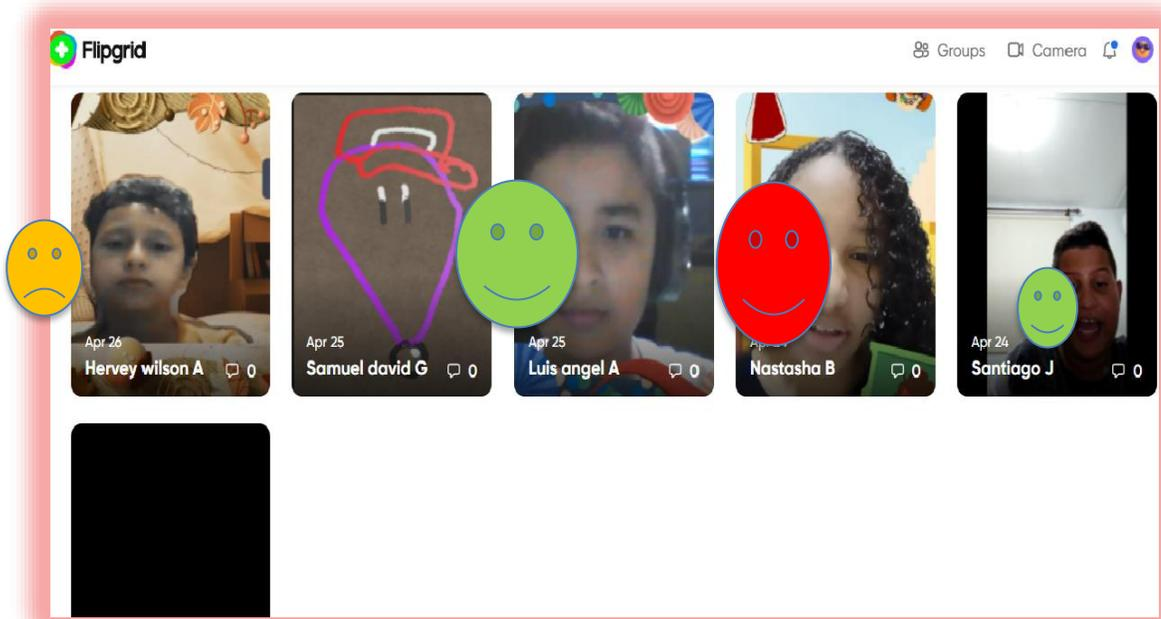 Flipgrid
Groups
Camera
Apr 26
Hervey wilson A
0
Apr 25
Samuel david G
0
Apr 25
Luis angel A
0
Nastasha B
0
Apr 24
Santiago J
0